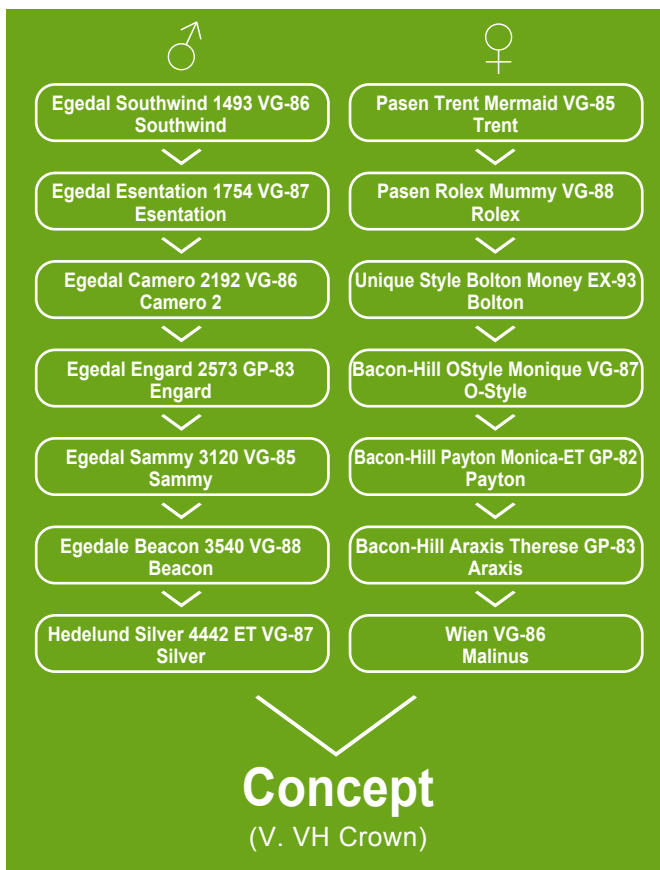 Egedal Southwind 1493 VG-86
Southwind
Egedal Esentation 1754 VG-87
Esentation
Egedal Camero 2192 VG-86
Camero 2
Egedal Engard 2573 GP-83
Engard
Egedal Sammy 3120 VG-85
Sammy
Egedale Beacon 3540 VG-88
Beacon
Hedelund Silver 4442 ET VG-87
Silver
Pasen Trent Mermaid VG-85
Trent
Pasen Rolex Mummy VG-88
Rolex
Unique Style Bolton Money EX-93
Bolton
Bacon-Hill OStyle Monique VG-87
O-Style
Bacon-Hill Payton Monica-ET GP-82
Payton
Bacon-Hill Araxis Therese GP-83
Araxis
Wien VG-86
Malinus
Concept
(V. VH Crown)